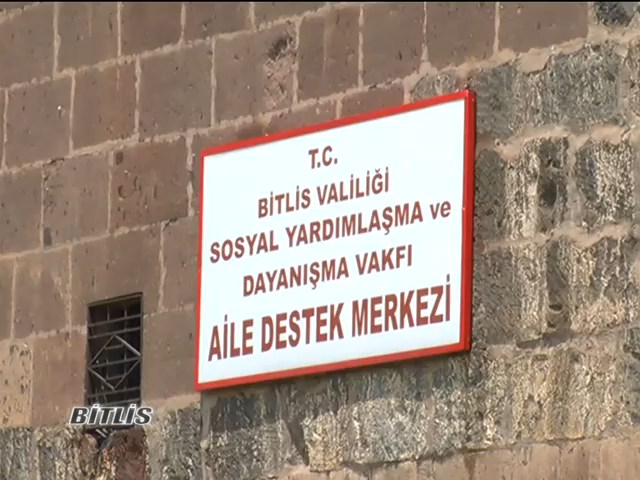 T.C.
BİTLİS VALİLİĞİ
SOSYAL YARDIMLAŞMA ve
DAYANIŞMA VAKFI
AİLE DESTEK MERKEZİ
BİTLİS